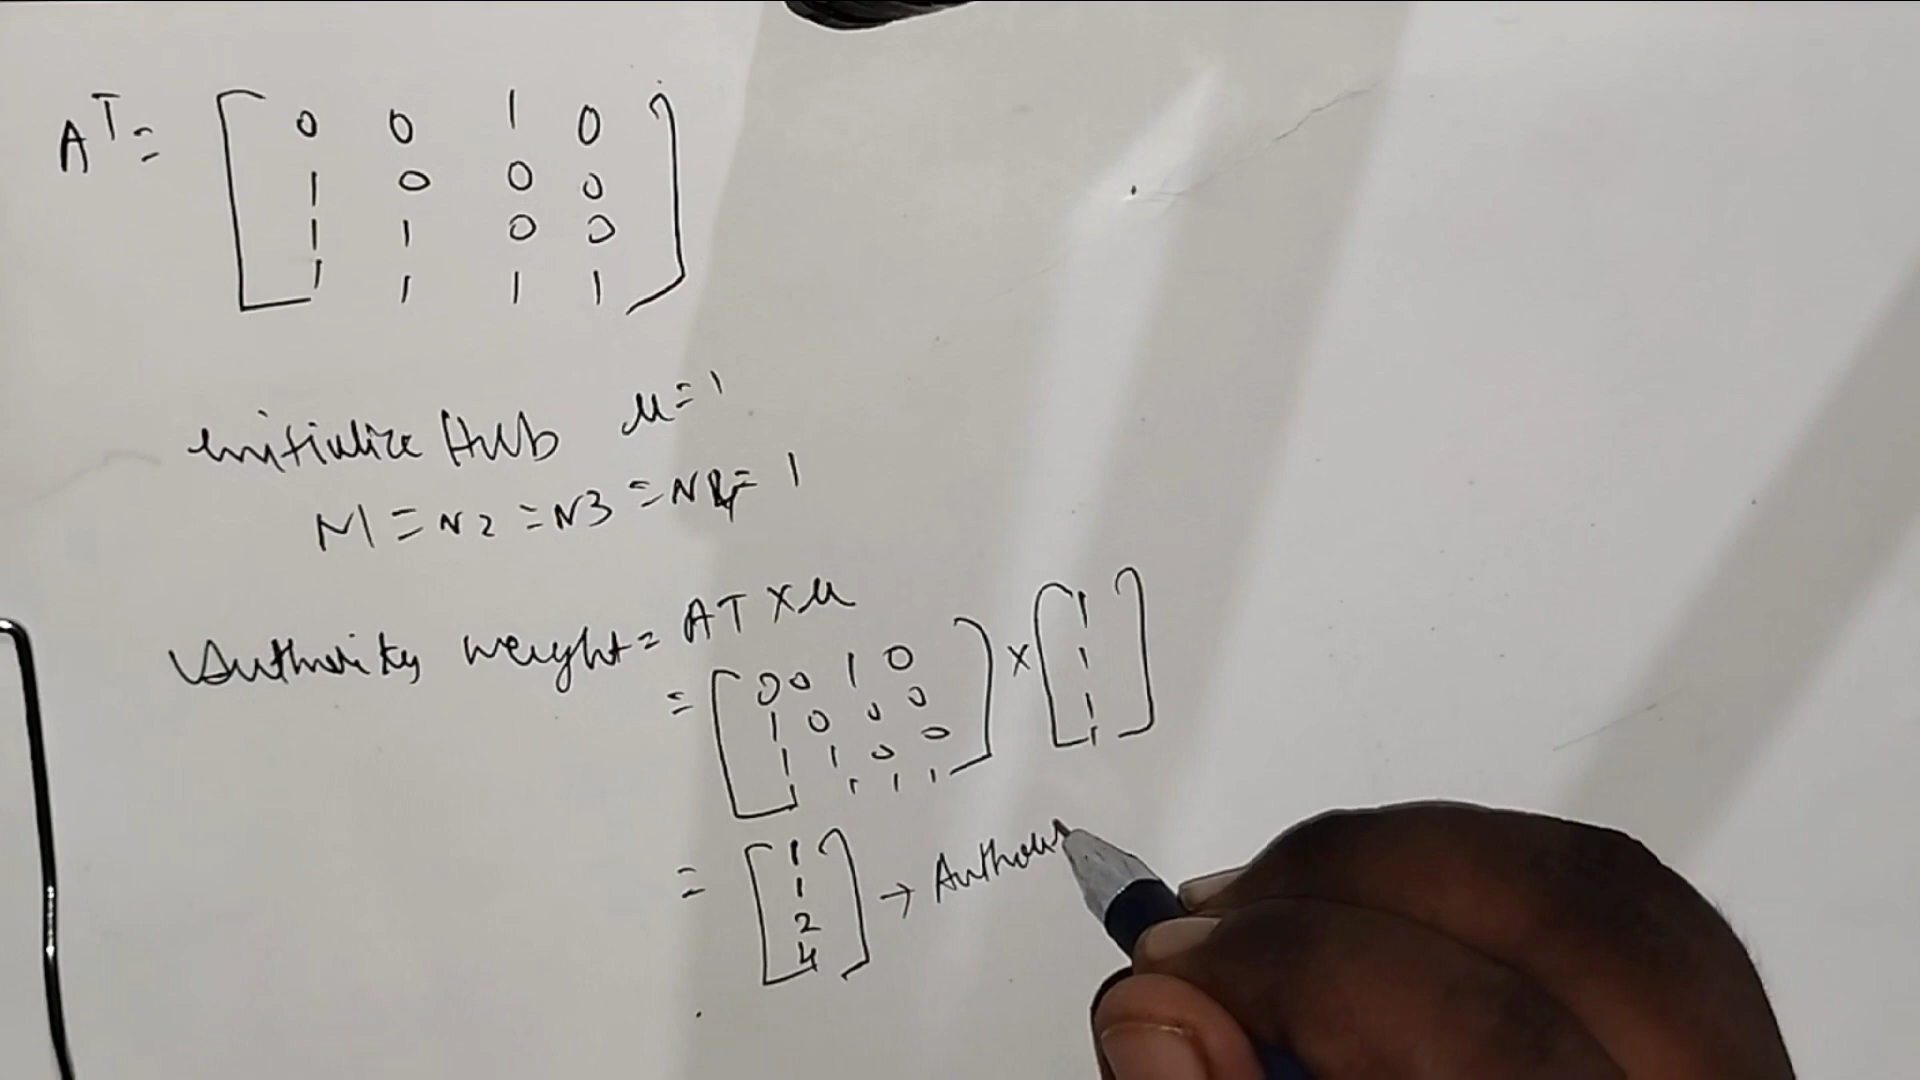 A^T = [ 0 0 1 0
1 0 0 0
1 1 0 0
1 1 1 1 ]
initialize Hub u=1
N1 = N2 = N3 = N4 = 1
Authority weight = AT X u
= [ 0 0 1 0
1 0 0 0
1 1 0 0
1 1 1 1 ] X [ 1
1
1
1 ]
= [ 1
1
2
4 ] → Author